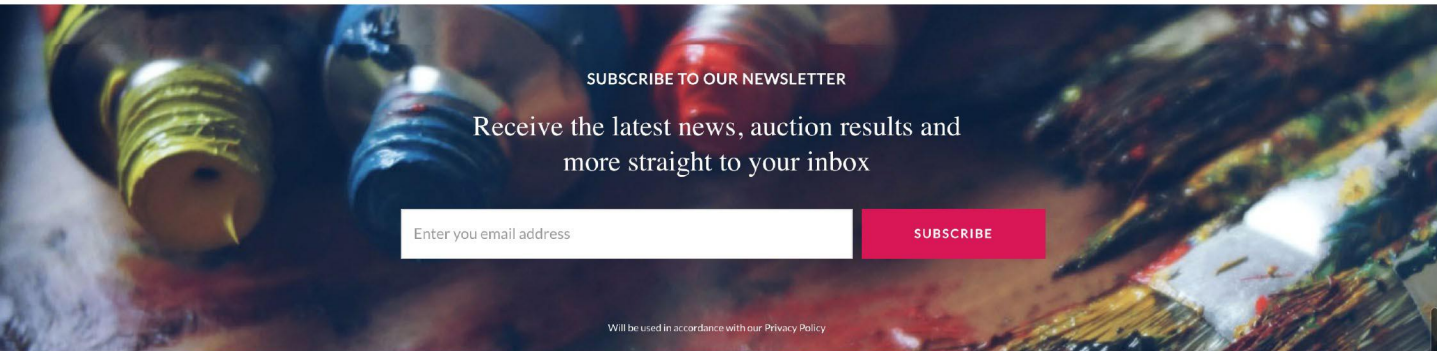 SUBSCRIBE TO OUR NEWSLETTER
Receive the latest news, auction results and
more straight to your inbox
Enter you email address
SUBSCRIBE
Will be used in accordance with our Privacy Policy